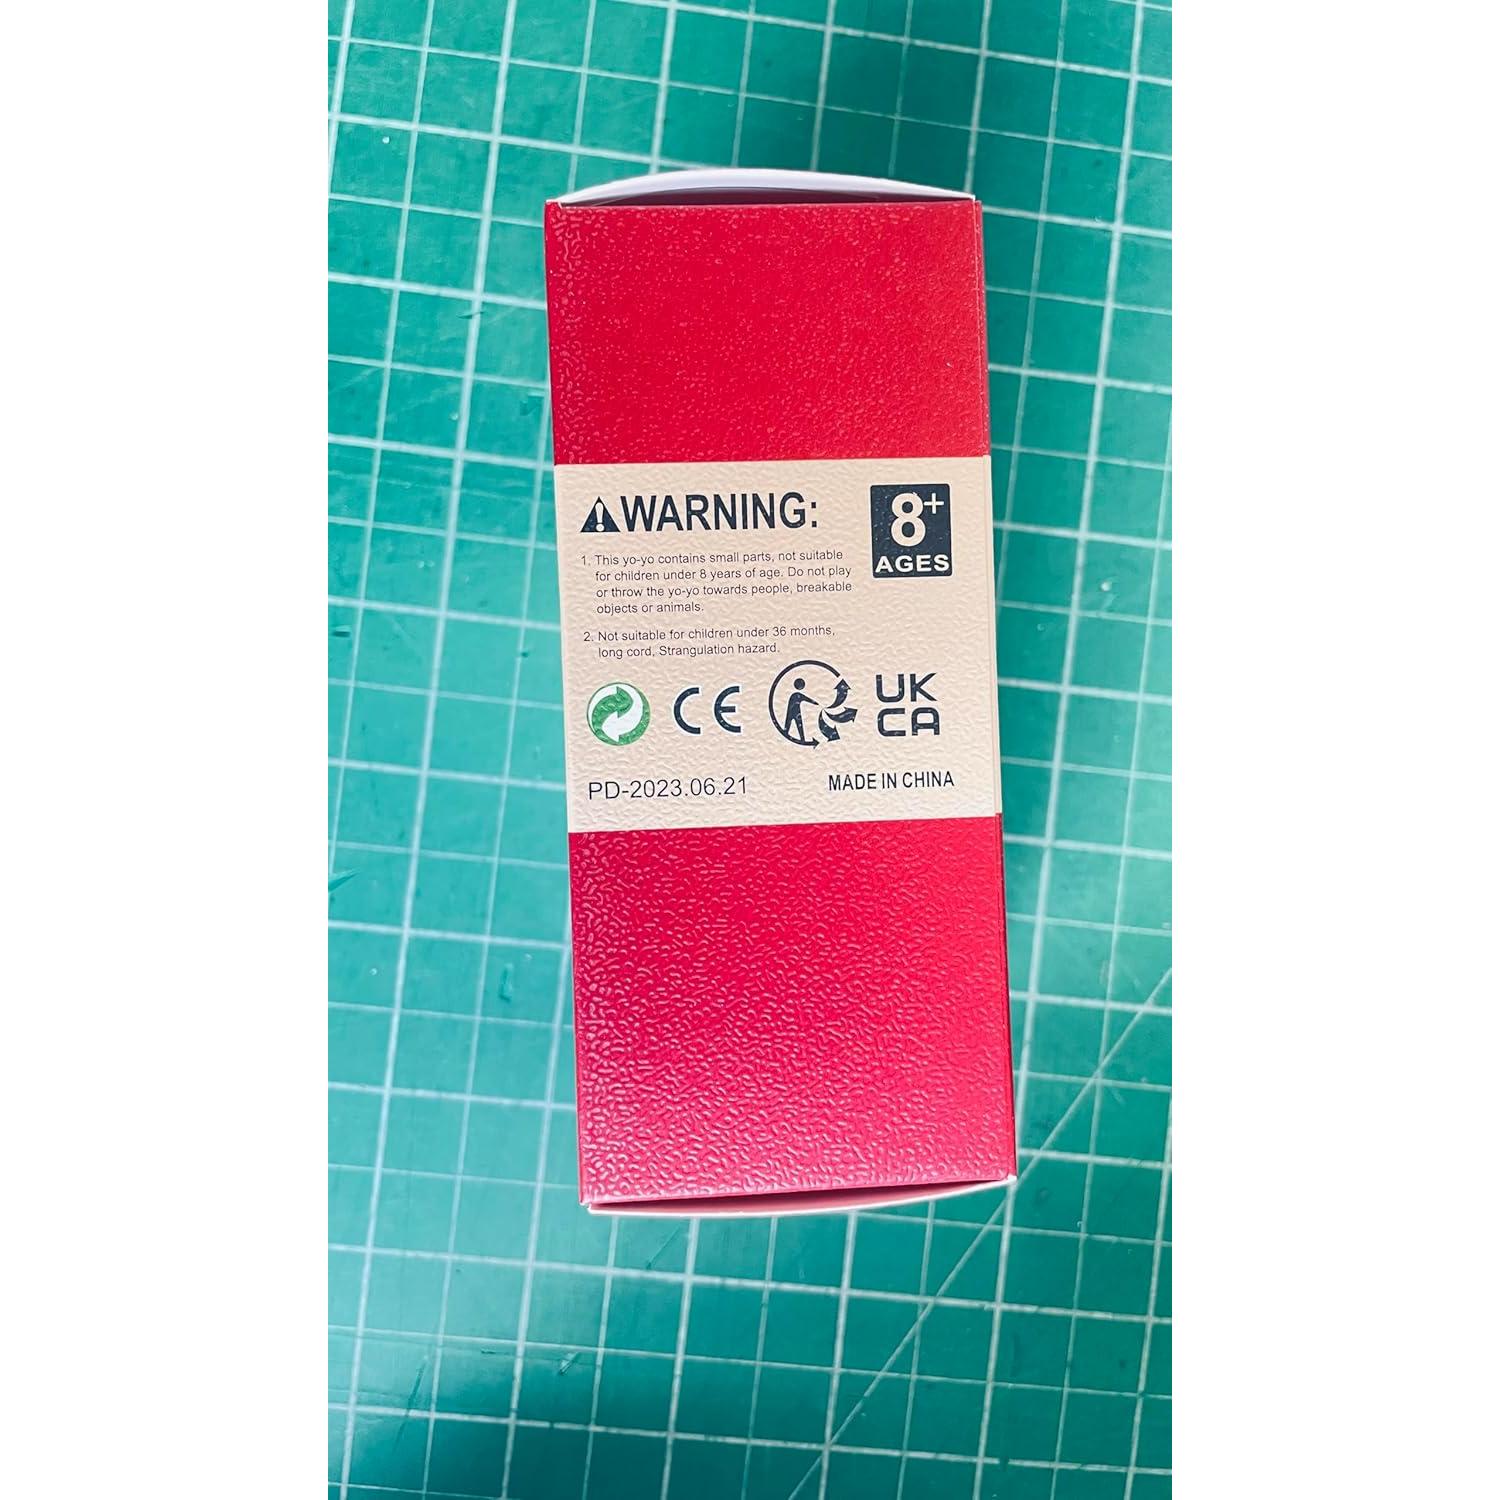 WARNING:
8+
AGES
1. This yo-yo contains small parts, not suitable
for children under 8 years of age. Do not play
or throw the yo-yo towards people, breakable
objects or animals.
2. Not suitable for children under 36 months,
long cord, Strangulation hazard.
CE
UK
CA
PD-2023.06.21
MADE IN CHINA